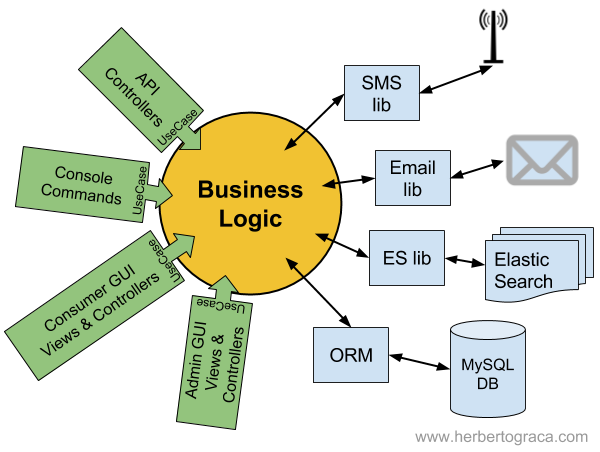 API
Controllers
UseCase
Console
Commands
UseCase
Consumer GUI
Views & Controllers
UseCase
Admin GUI
Views &
Controllers
UseCase
Business
Logic
SMS
lib
Email
lib
ES lib
Elastic
Search
ORM
MySQL
DB
www.herbertograca.com